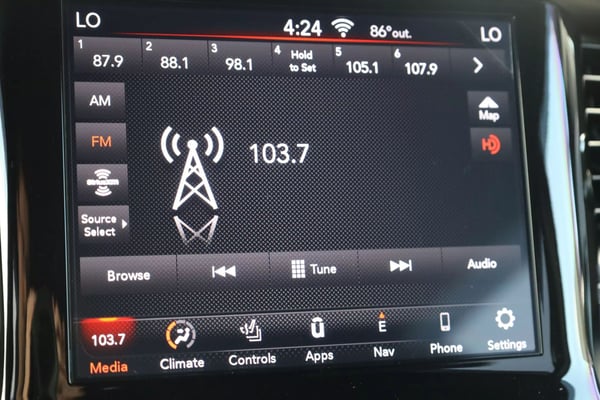 LO 4:24 86° out. LO
1 87.9 2 88.1 3 98.1 4 Hold to Set 5 105.1 6 107.9
AM
Map
FM
HD
103.7
SiriusXM
Source
Select
Browse Tune Audio
103.7 E
Media Climate Controls Apps Nav Phone Settings